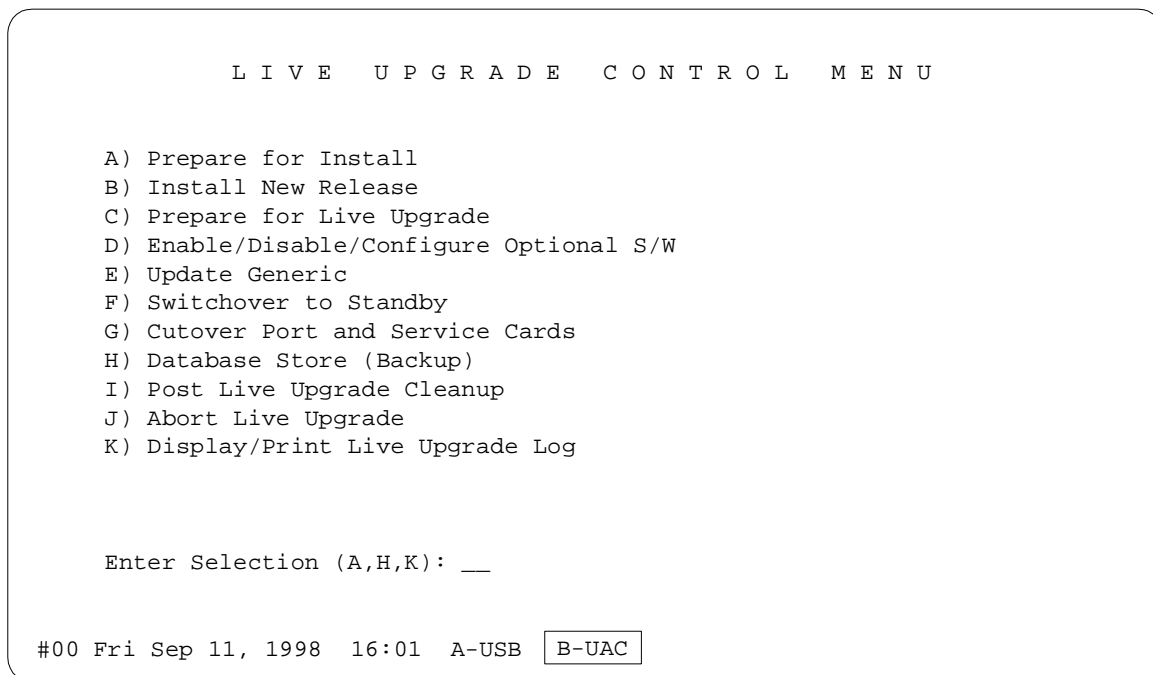 L I V E   U P G R A D E   C O N T R O L   M E N U
A) Prepare for Install
B) Install New Release
C) Prepare for Live Upgrade
D) Enable/Disable/Configure Optional S/W
E) Update Generic
F) Switchover to Standby
G) Cutover Port and Service Cards
H) Database Store (Backup)
I) Post Live Upgrade Cleanup
J) Abort Live Upgrade
K) Display/Print Live Upgrade Log
Enter Selection (A,H,K): __
#00 Fri Sep 11, 1998  16:01  A-USB  B-UAC